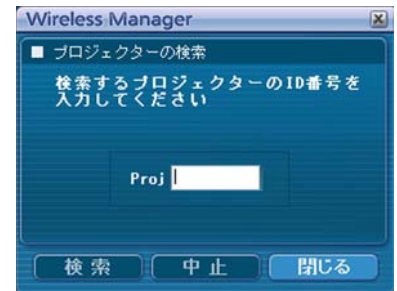 Wireless Manager
プロジェクターの検索
検索するプロジェクターのID番号を
入力してください
Proj
検索 中止 閉じる